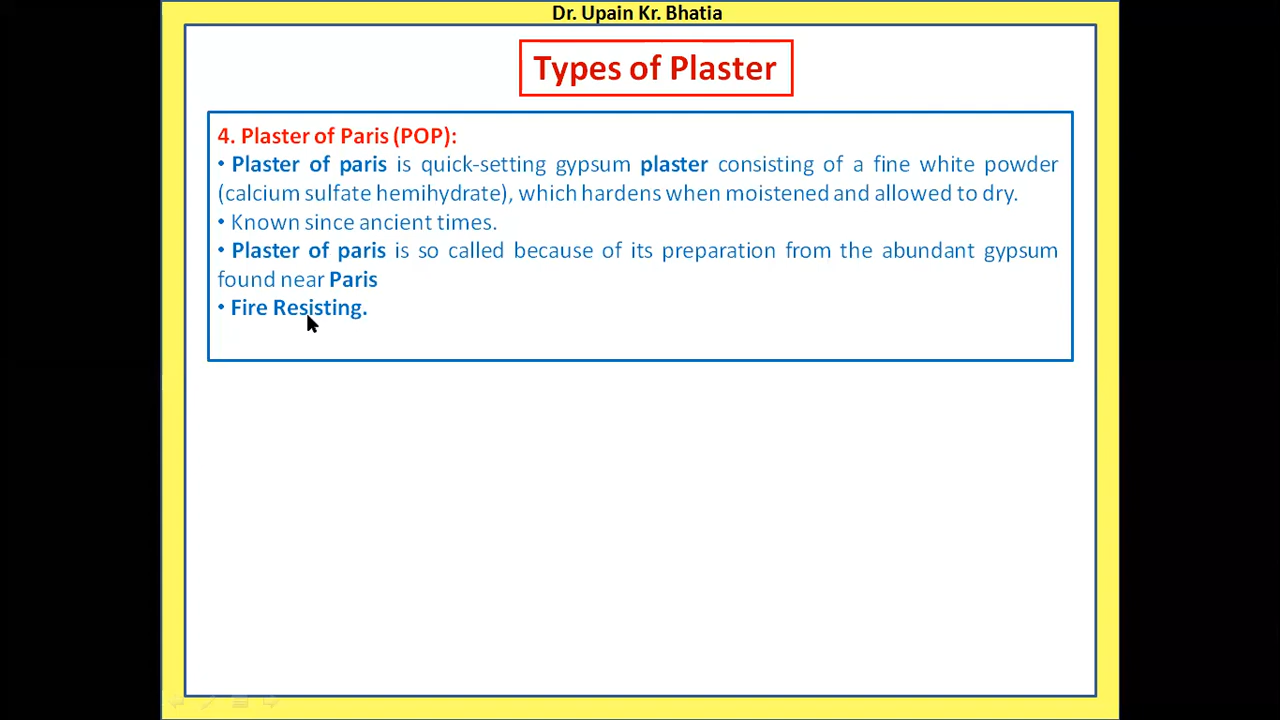 Dr. Upain Kr. Bhatia
Types of Plaster
4. Plaster of Paris (POP):
• Plaster of paris is quick-setting gypsum plaster consisting of a fine white powder
(calcium sulfate hemihydrate), which hardens when moistened and allowed to dry.
• Known since ancient times.
• Plaster of paris is so called because of its preparation from the abundant gypsum
found near Paris
• Fire Resisting.